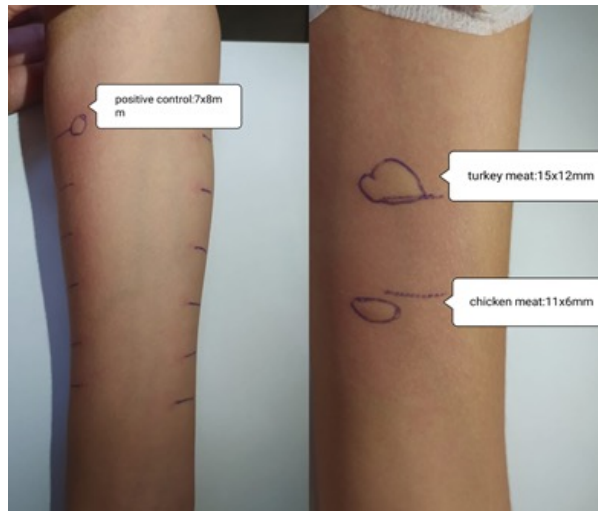 positive control:7x8m
m
turkey meat:15x12mm
chicken meat:11x6mm